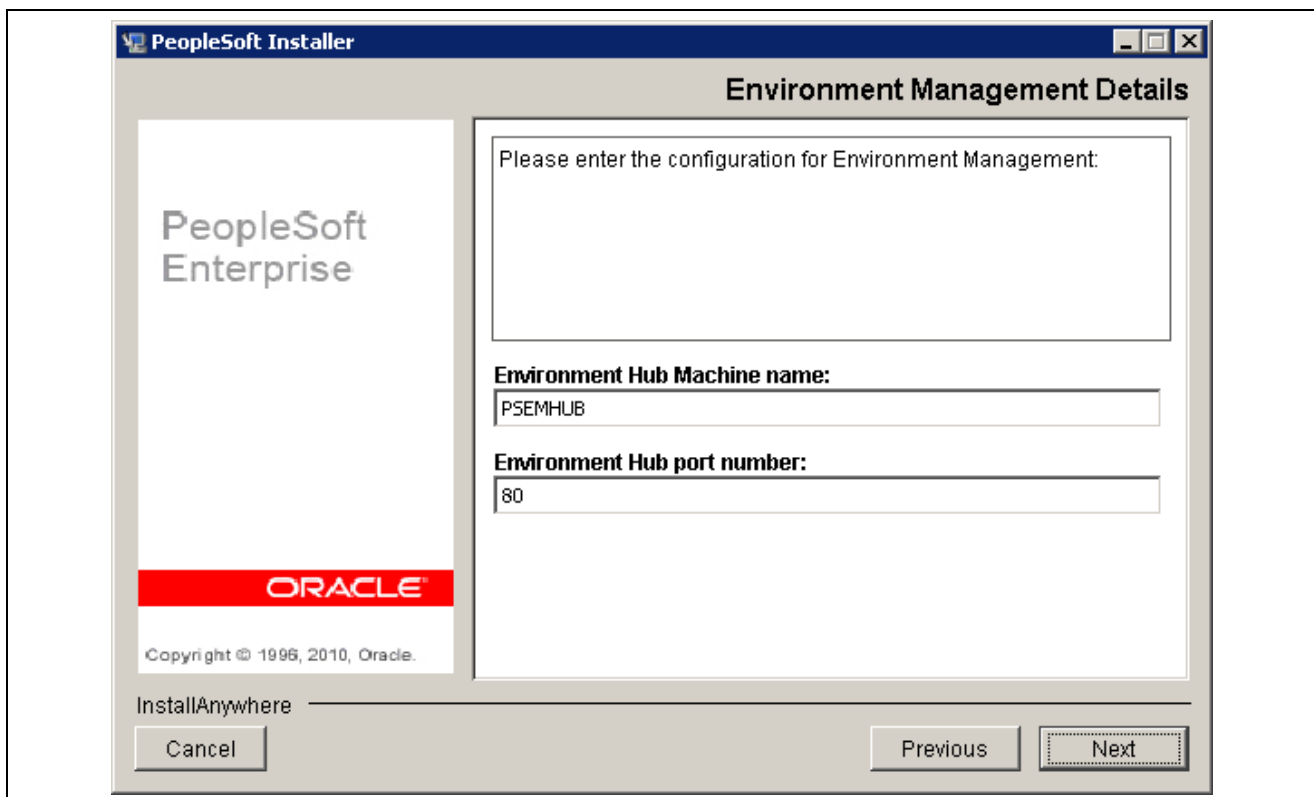 PeopleSoft Installer
Environment Management Details
PeopleSoft
Enterprise
ORACLE
Copyright © 1996, 2010, Oracle.
Please enter the configuration for Environment Management:
Environment Hub Machine name:
PSEMHUB
Environment Hub port number:
80
InstallAnywhere
Cancel
Previous
Next